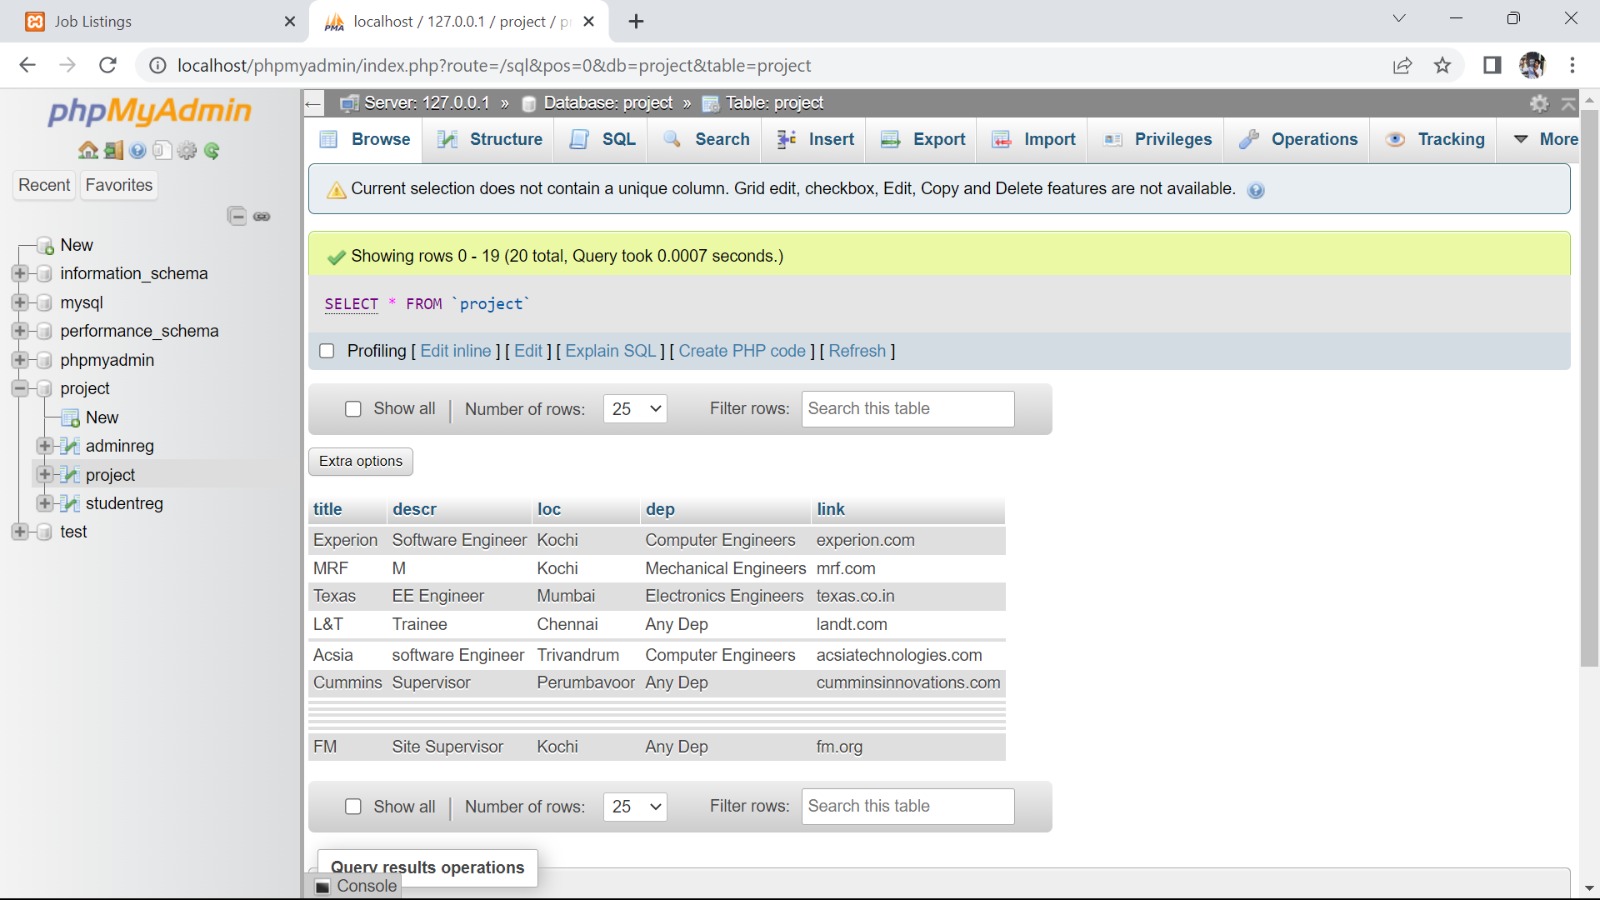 Job Listings
localhost / 127.0.0.1 / project / p
localhost/phpmyadmin/index.php?route=/sql&pos=0&db=project&table=project
phpMyAdmin
Recent Favorites
New
information_schema
mysql
performance_schema
phpmyadmin
project
New
adminreg
project
studentreg
test
Server: 127.0.0.1 » Database: project » Table: project
Browse Structure SQL Search Insert Export Import Privileges Operations Tracking More
Current selection does not contain a unique column. Grid edit, checkbox, Edit, Copy and Delete features are not available.
Showing rows 0 - 19 (20 total, Query took 0.0007 seconds.)
SELECT * FROM `project`
Profiling [ Edit inline ] [ Edit ] [ Explain SQL ] [ Create PHP code ] [ Refresh ]
Show all Number of rows: 25 Filter rows: Search this table
Extra options
title descr loc dep link
Experion Software Engineer Kochi Computer Engineers experion.com
MRF M Kochi Mechanical Engineers mrf.com
Texas EE Engineer Mumbai Electronics Engineers texas.co.in
L&T Trainee Chennai Any Dep landt.com
Acsia software Engineer Trivandrum Computer Engineers acsiatechnologies.com
Cummins Supervisor Perumbavoor Any Dep cumminsinnovations.com
FM Site Supervisor Kochi Any Dep fm.org
Show all Number of rows: 25 Filter rows: Search this table
Query results operations
Console